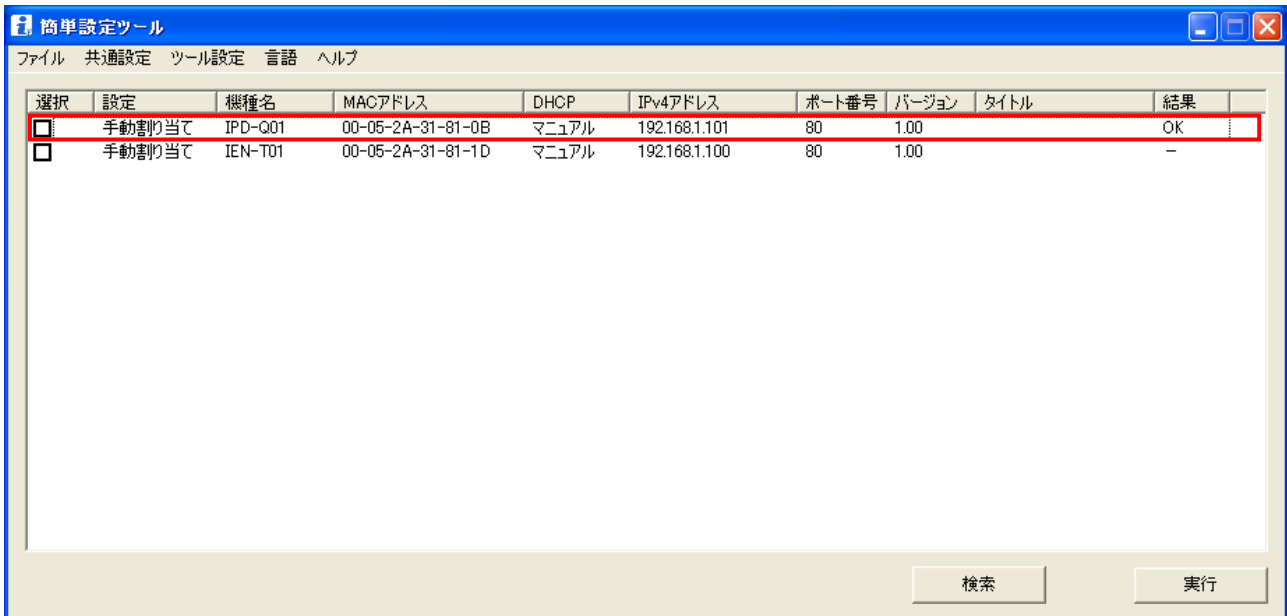 簡単設定ツール
ファイル 共通設定 ツール設定 言語 ヘルプ
選択 設定 機種名 MACアドレス DHCP IPv4アドレス ポート番号 バージョン タイトル 結果
手動割り当て IPD-Q01 00-05-2A-31-81-0B マニュアル 192.168.1.101 80 1.00 OK
手動割り当て IEN-T01 00-05-2A-31-81-1D マニュアル 192.168.1.100 80 1.00 －
検索 実行